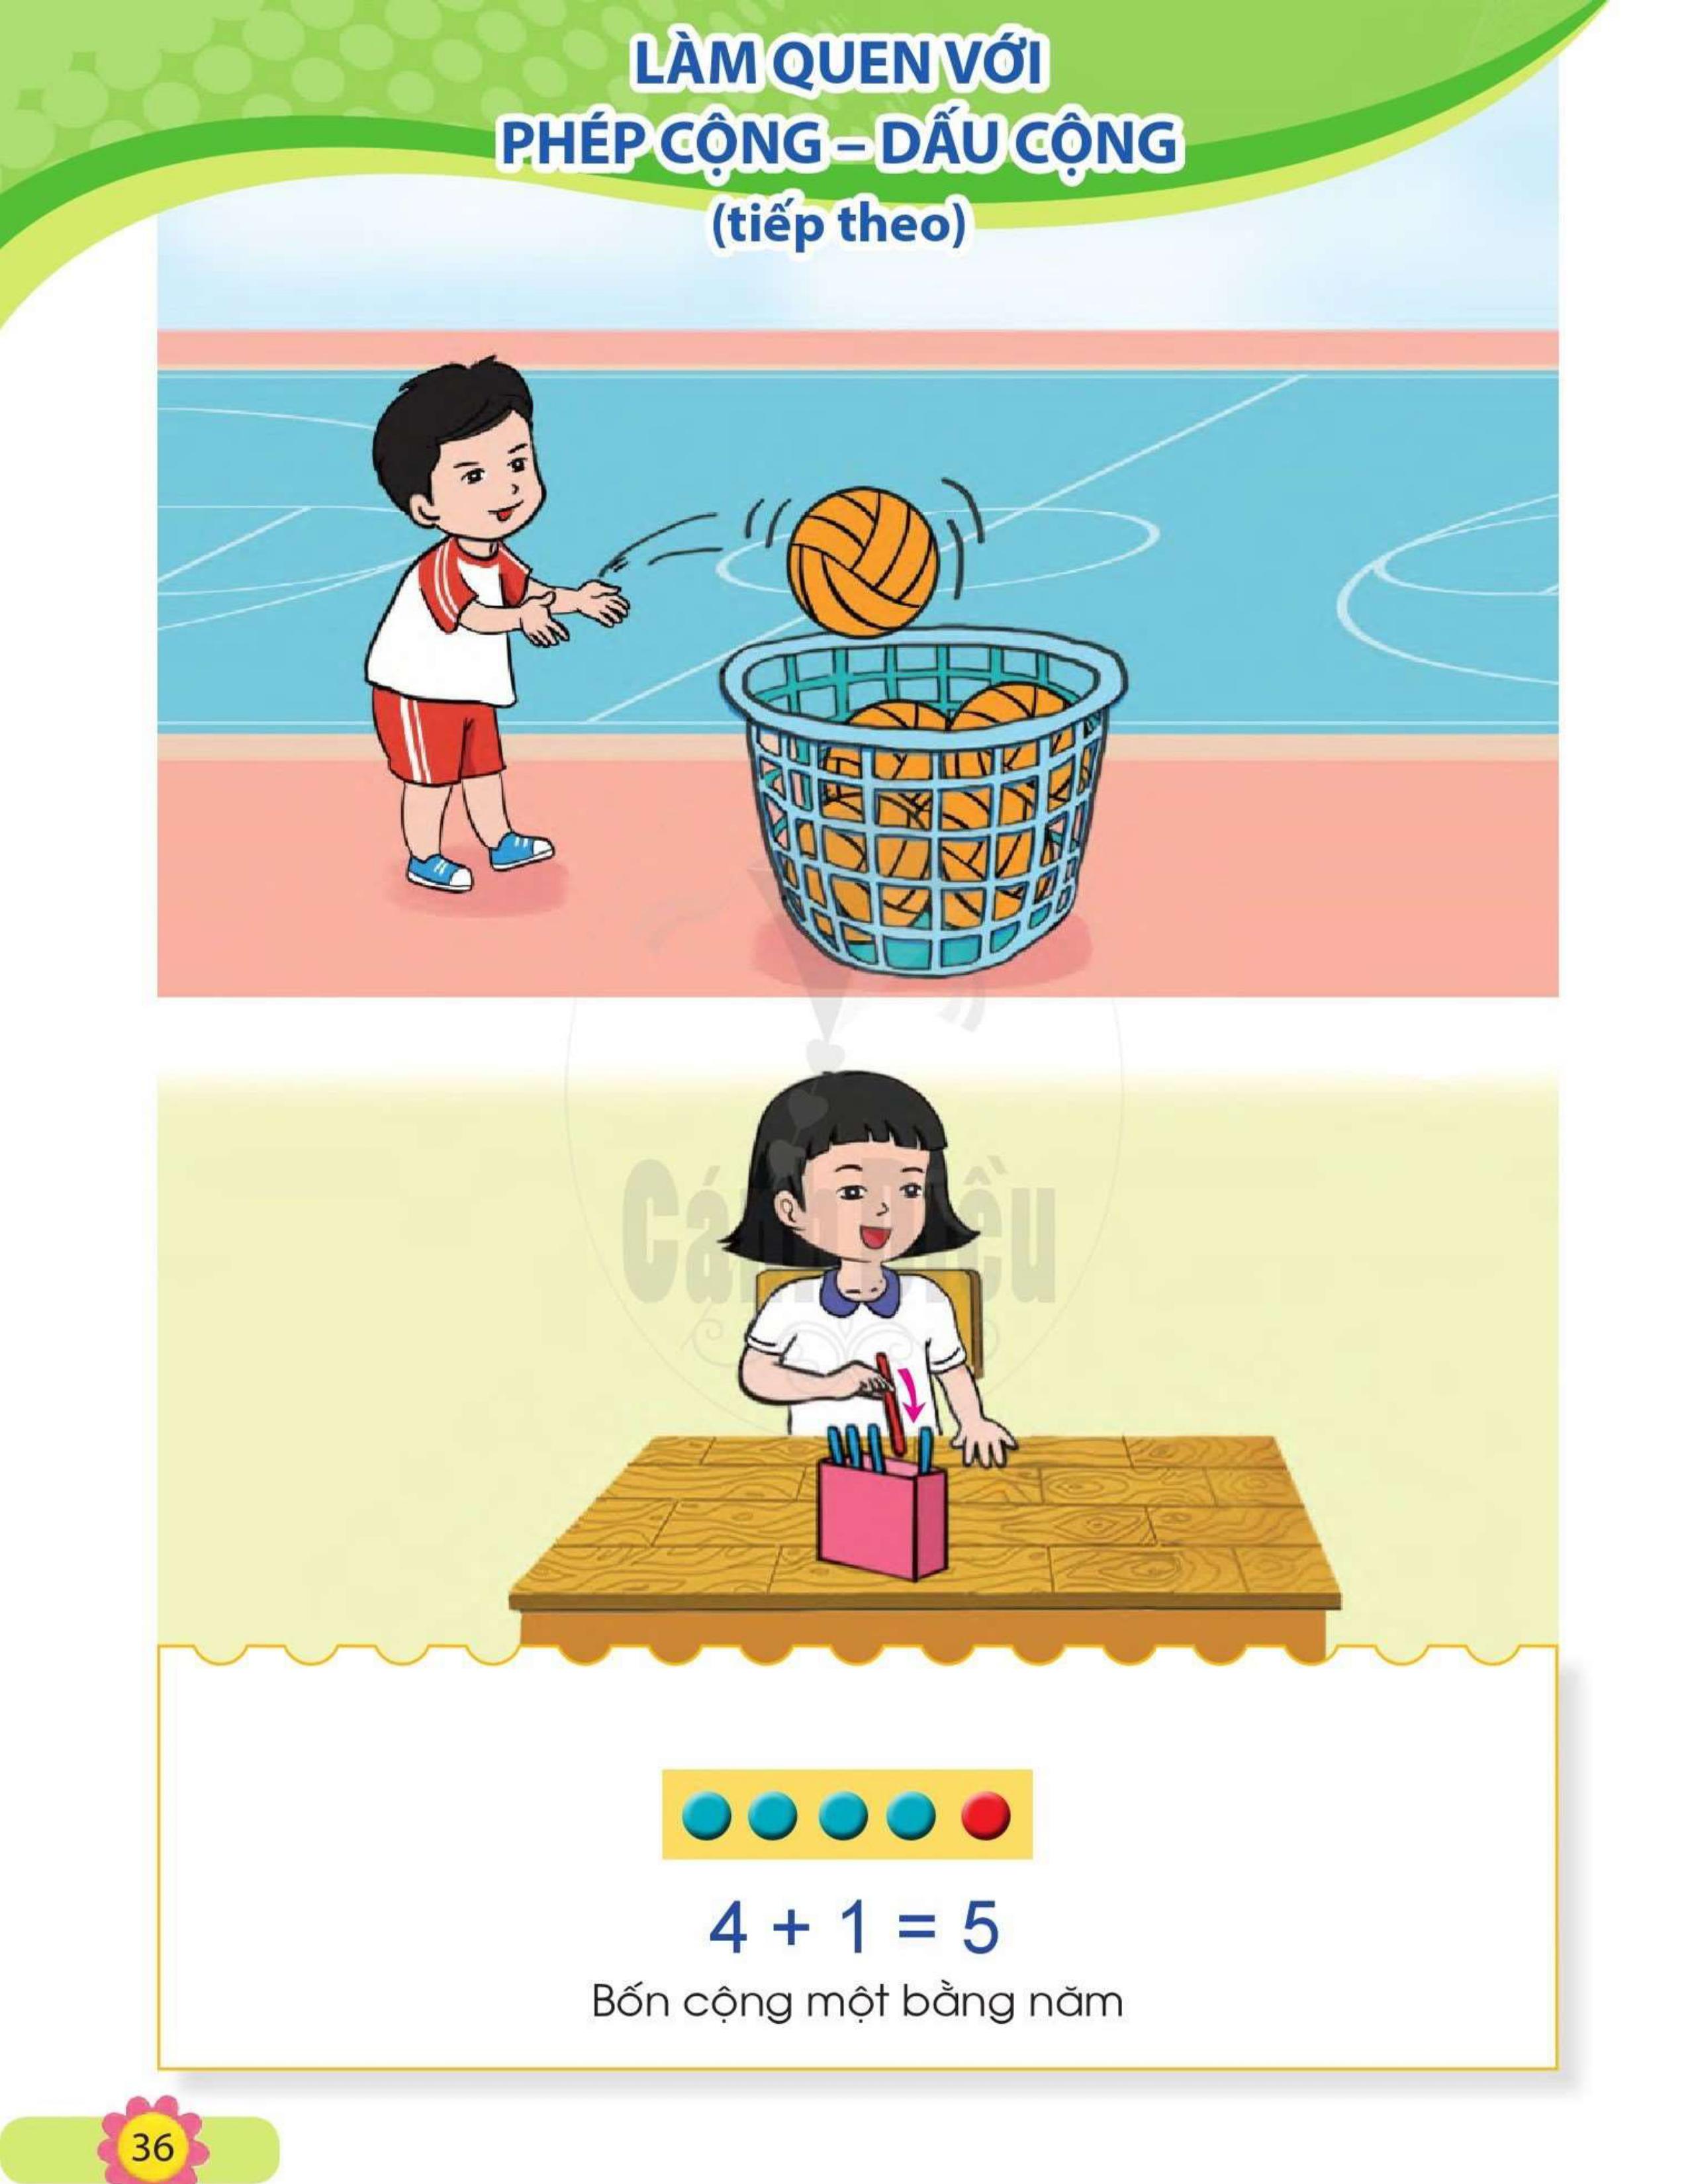 LÀM QUEN VỚI
PHÉP CỘNG – DẤU CỘNG
(tiếp theo)
Cánh Diều
4 + 1 = 5
Bốn cộng một bằng năm
36